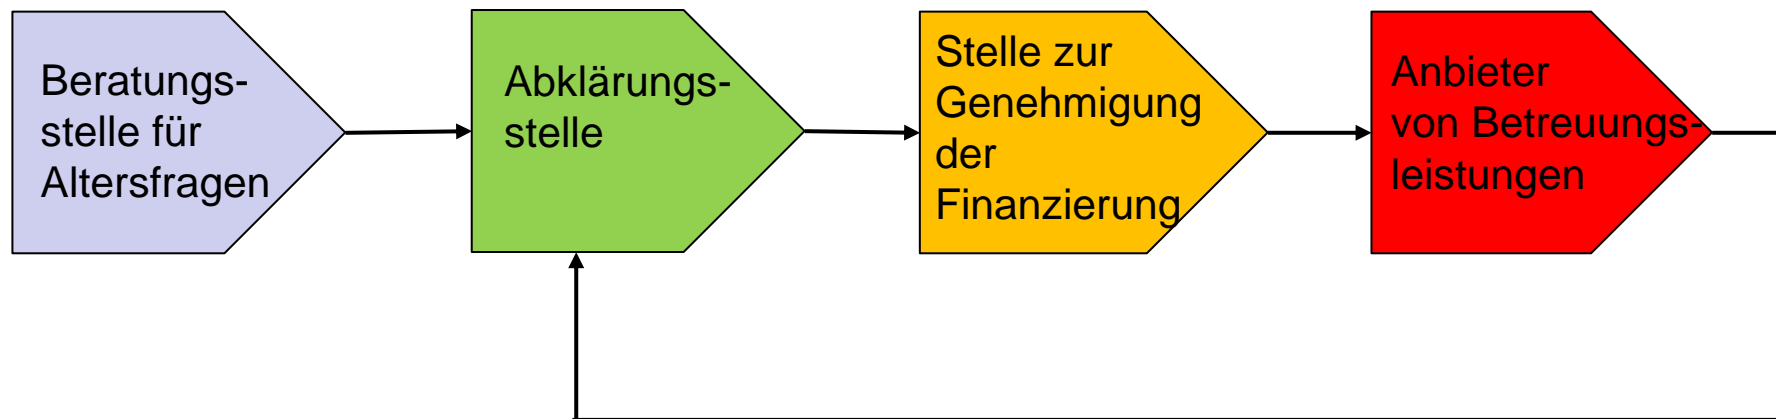 Beratungs-
stelle für
Altersfragen
Abklärungs-
stelle
Stelle zur
Genehmigung
der
Finanzierung
Anbieter
von Betreuungs-
leistungen